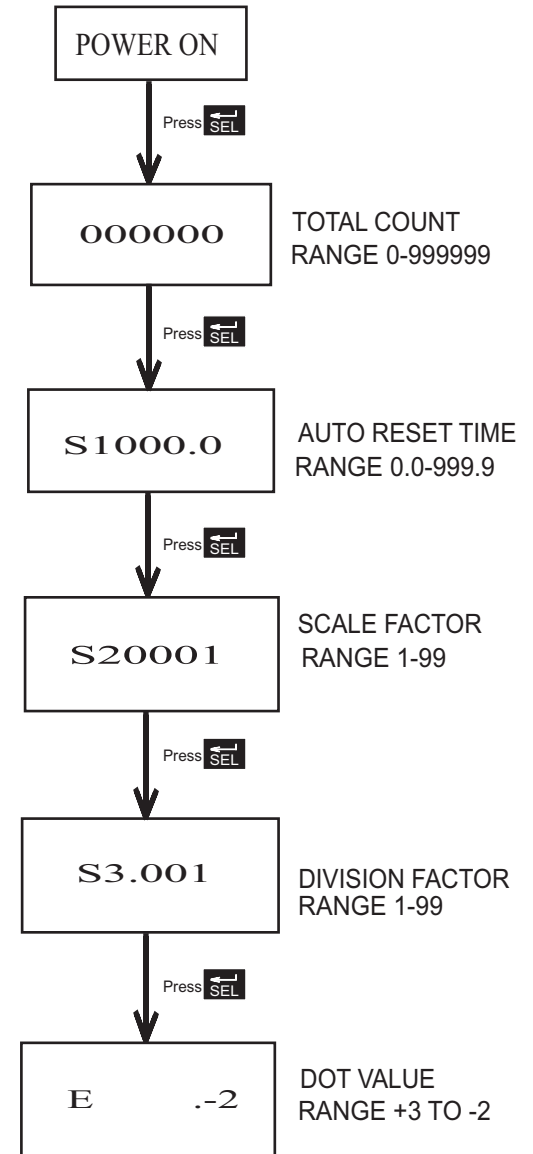 POWER ON
Press SEL
000000
TOTAL COUNT
RANGE 0-999999
Press SEL
S1000.0
AUTO RESET TIME
RANGE 0.0-999.9
Press SEL
S20001
SCALE FACTOR
RANGE 1-99
Press SEL
S3.001
DIVISION FACTOR
RANGE 1-99
Press SEL
E .-2
DOT VALUE
RANGE +3 TO -2